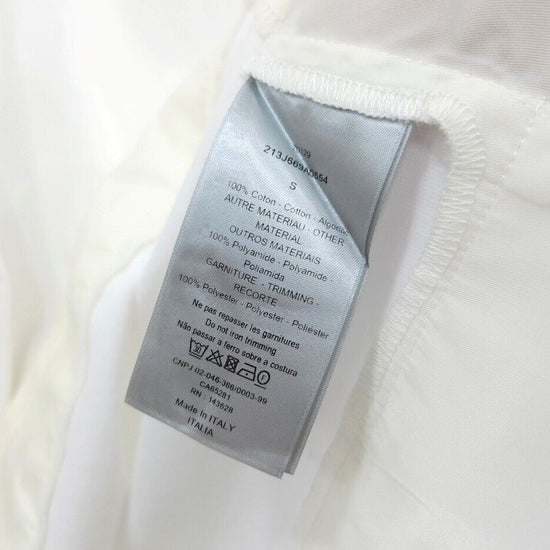 213J669A0554
S
100% Coton - Cotton - Algodão
AUTRE MATERIAU - OTHER
MATERIAL
OUTROS MATERIAIS
100% Polyamide - Polyamide -
Poliamida
GARNITURE - TRIMMING -
RECORTE
100% Polyester - Polyester - Poliéster
Ne pas repasser les garnitures
Do not iron trimming
Não passar a ferro sobre a costura
CNPJ 02-046-386/0003-99
CA65281
RN : 143628
Made in ITALY
ITALIA